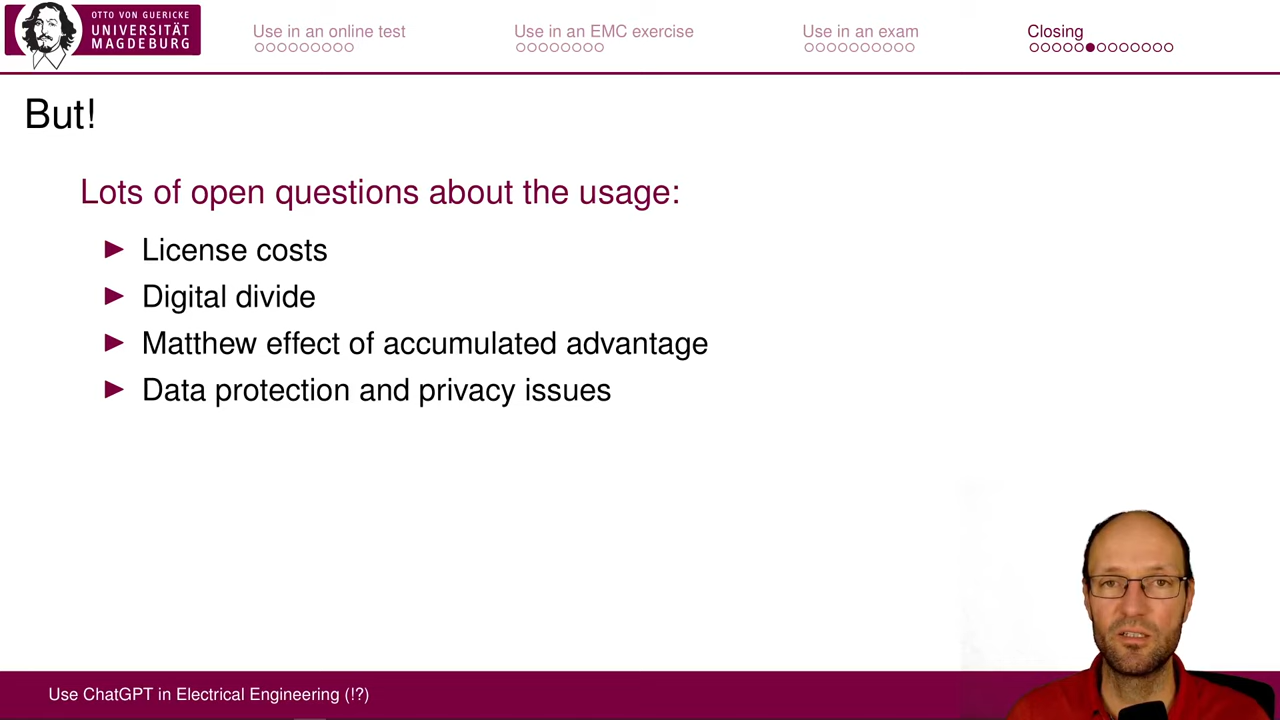 OTTO VON GUERICKE
UNIVERSITÄT
MAGDEBURG
Use in an online test
Use in an EMC exercise
Use in an exam
Closing
But!
Lots of open questions about the usage:
License costs
Digital divide
Matthew effect of accumulated advantage
Data protection and privacy issues
Use ChatGPT in Electrical Engineering (!?)